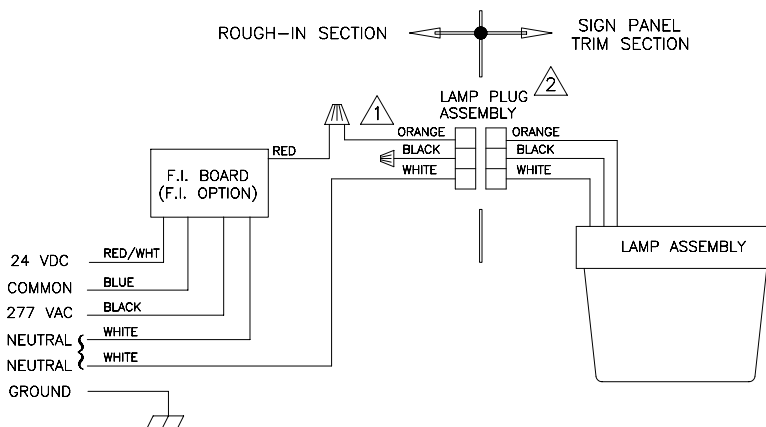 ROUGH-IN SECTION
SIGN PANEL
TRIM SECTION
LAMP PLUG
ASSEMBLY
2
1
ORANGE
ORANGE
BLACK
BLACK
WHITE
WHITE
RED
F.I. BOARD
(F.I. OPTION)
LAMP ASSEMBLY
24 VDC
RED/WHT
COMMON
BLUE
277 VAC
BLACK
NEUTRAL
WHITE
NEUTRAL
WHITE
GROUND